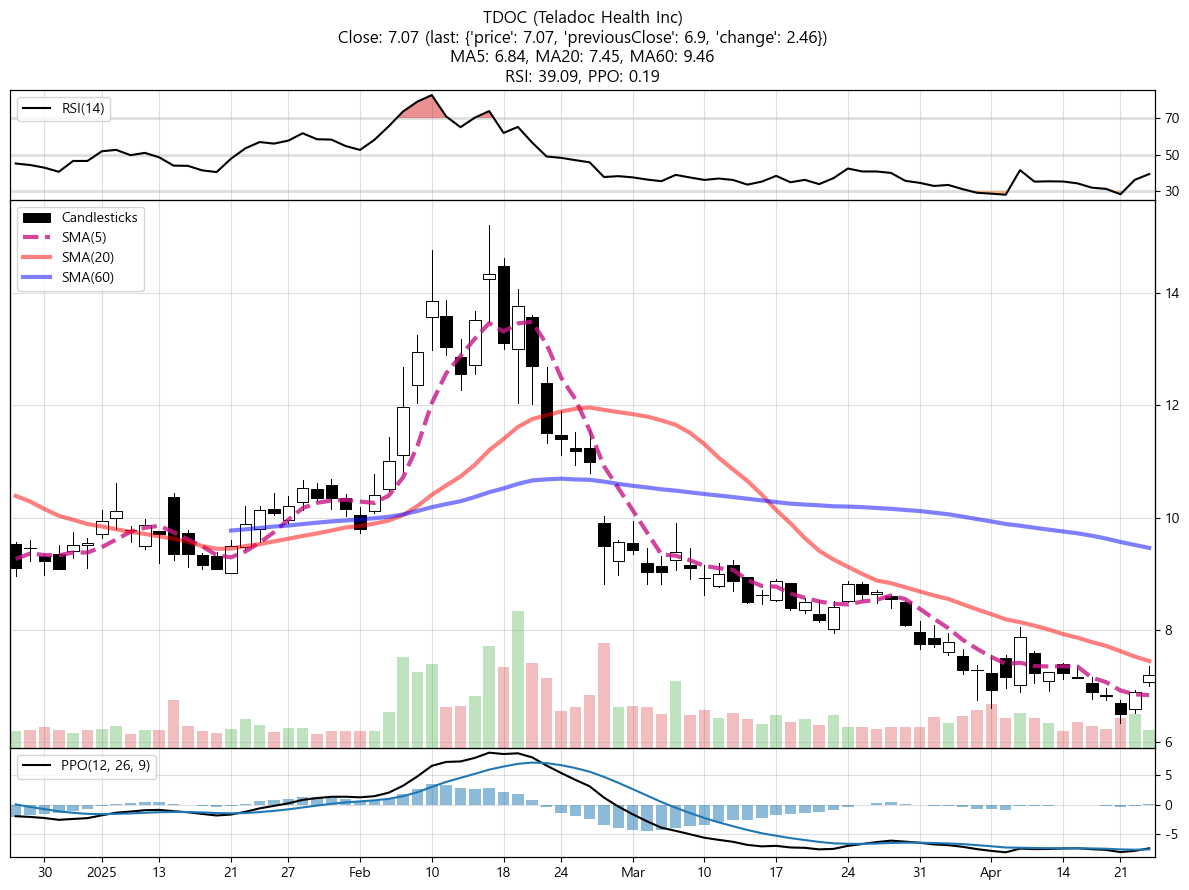 TDOC (Teladoc Health Inc)
Close: 7.07 (last: {'price': 7.07, 'previousClose': 6.9, 'change': 2.46})
MA5: 6.84, MA20: 7.45, MA60: 9.46
RSI: 39.09, PPO: 0.19
RSI(14)
70
50
30
Candlesticks
SMA(5)
SMA(20)
SMA(60)
14
12
10
8
6
PPO(12, 26, 9)
5
0
-5
30 2025 13 21 27 Feb 10 18 24 Mar 10 17 24 Apr 14 21